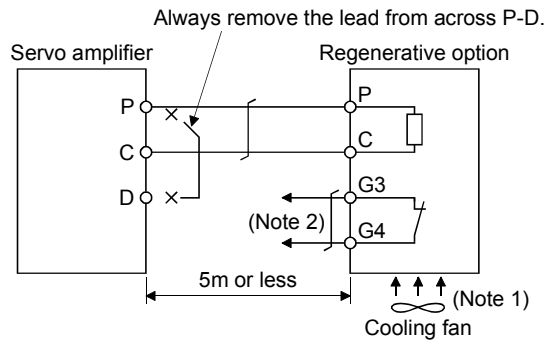 Always remove the lead from across P-D.
Servo amplifier
Regenerative option
P
P
C
C
D
G3
(Note 2)
G4
5m or less
(Note 1)
Cooling fan